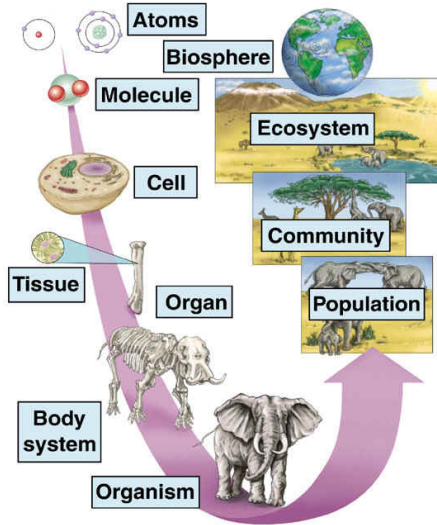 Atoms
Biosphere
Molecule
Ecosystem
Cell
Community
Tissue
Organ
Population
Body
system
Organism